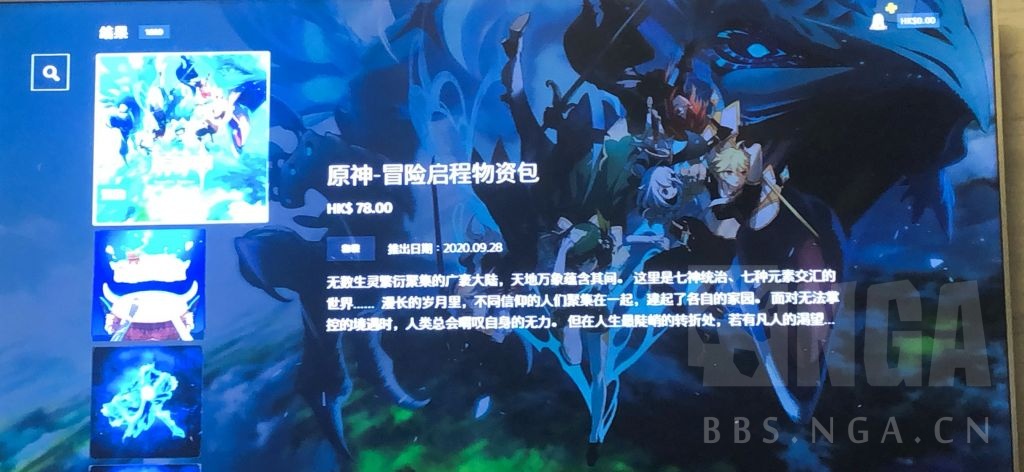 结果
HK$0.00
原神-冒险启程物资包
HK$ 78.00
推出日期：2020.09.28
无数生灵繁衍聚集的广袤大陆，天地万象蕴含其间。 这里是七神统治、七种元素交汇的
世界...... 漫长的岁月里，不同信仰的人们聚集在一起，建起了各自的家园。 面对无法掌
控的境遇时，人类总会喟叹自身的无力。 但在人生最陡峭的转折处，若有凡人的渴望...
NGA
BBS.NGA.CN